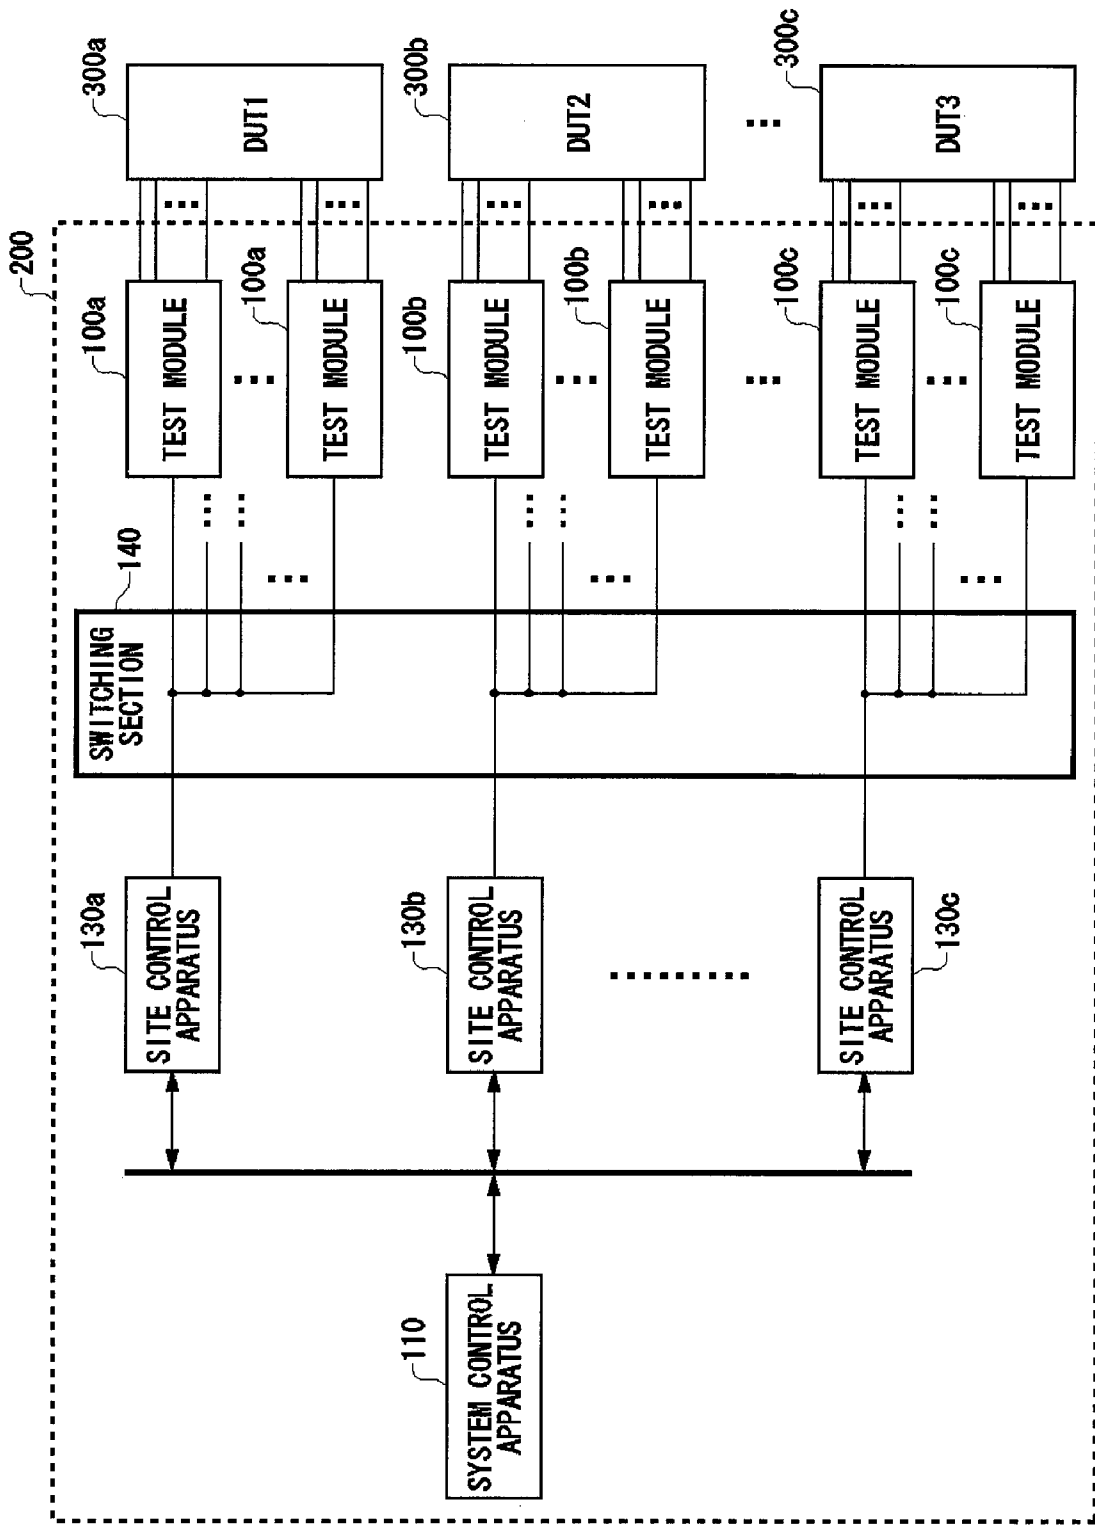 200
110
SYSTEM CONTROL
APPARATUS
130a
SITE CONTROL
APPARATUS
130b
SITE CONTROL
APPARATUS
130c
SITE CONTROL
APPARATUS
140
SWITCHING
SECTION
100a
TEST MODULE
100a
TEST MODULE
100b
TEST MODULE
100b
TEST MODULE
100c
TEST MODULE
100c
TEST MODULE
300a
DUT1
300b
DUT2
300c
DUT3